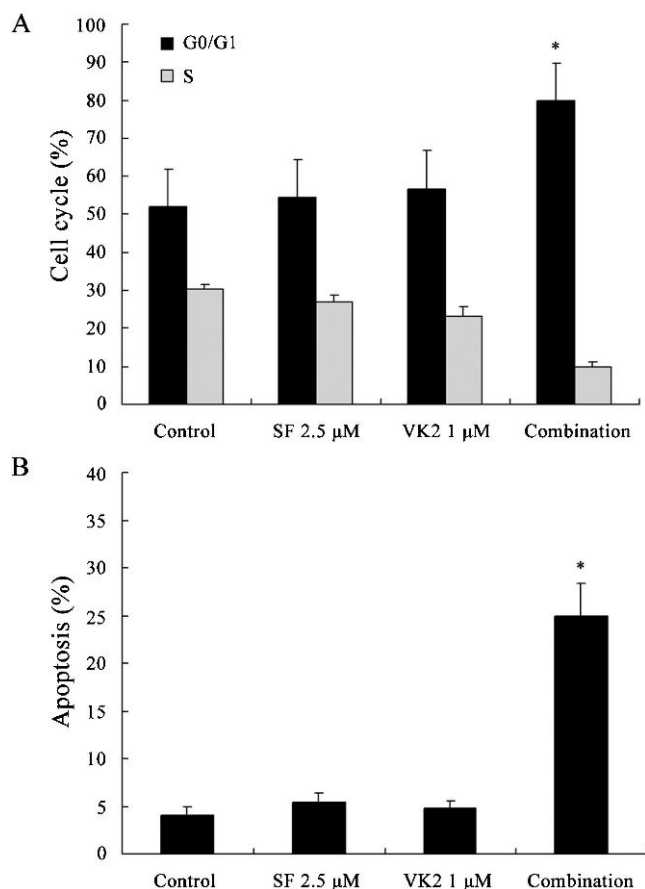 A
G0/G1
S
*
Cell cycle (%)
100
90
80
70
60
50
40
30
20
10
0
Control SF 2.5 µM VK2 1 µM Combination
B
*
Apoptosis (%)
40
35
30
25
20
15
10
5
0
Control SF 2.5 µM VK2 1 µM Combination